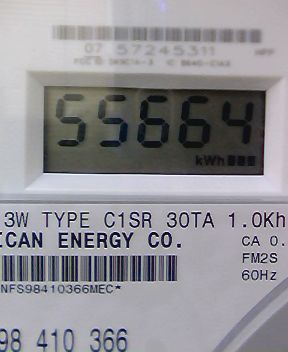 07 57245311
55664
kWh
3W TYPE C1SR 30TA 1.0Kh
ICAN ENERGY CO.
CA 0.
FM2S
NFS98410366MEC*
60Hz
98 410 366